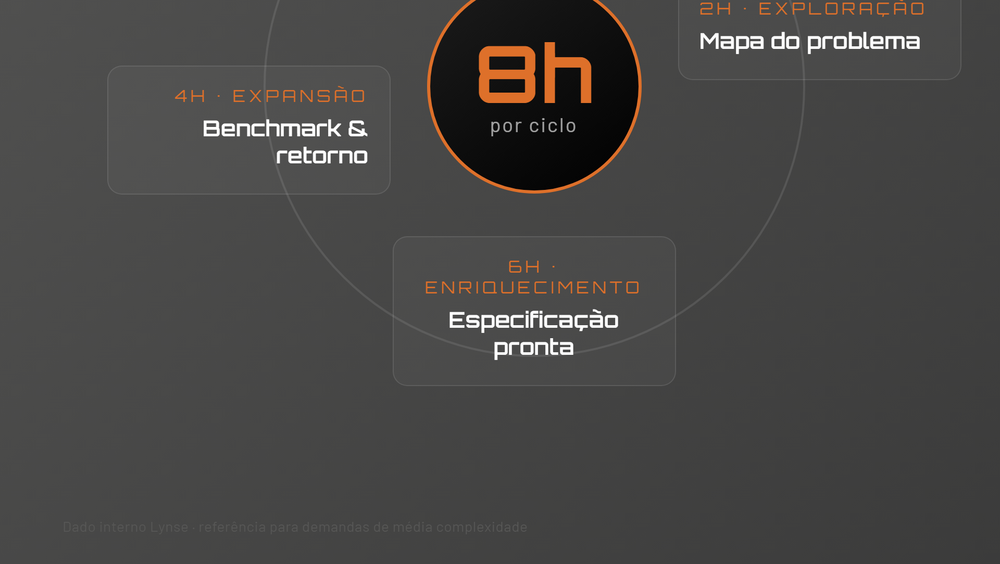 2H · EXPLORAÇÃO
Mapa do problema
8h
por ciclo
4H · EXPANSÃO
Benchmark &
retorno
6H ·
ENRIQUECIMENTO
Especificação
pronta
Dado interno Lynse · referência para demandas de média complexidade